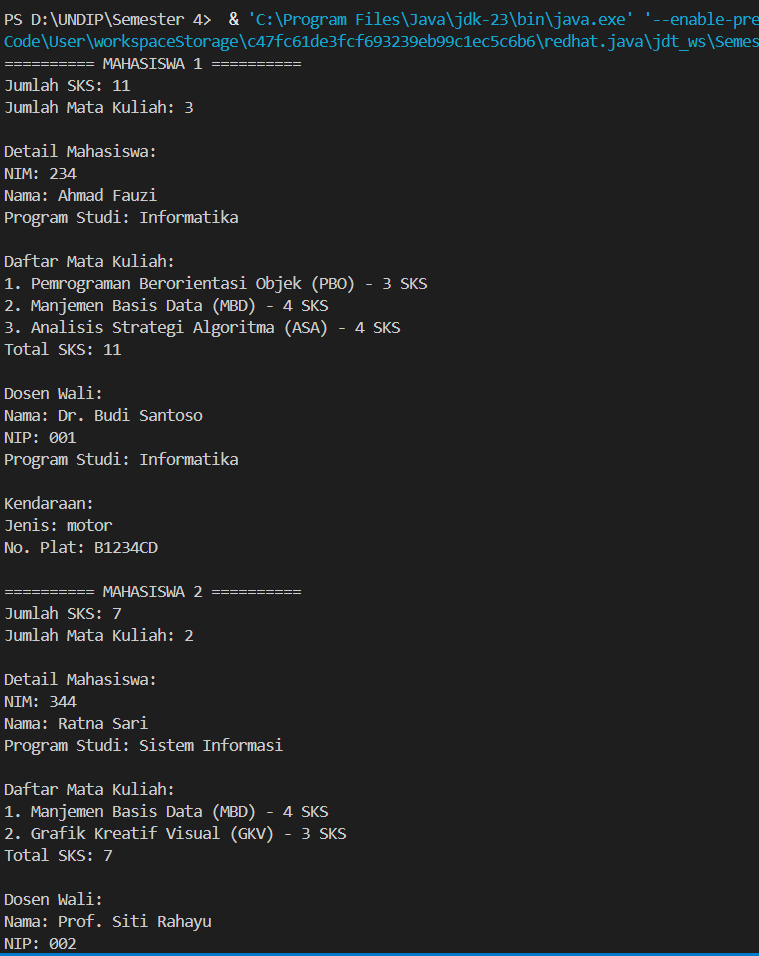 PS D:\UNDIP\Semester 4>  & 'C:\Program Files\Java\jdk-23\bin\java.exe' '--enable-pre
Code\User\workspaceStorage\c47fc61de3fcf693239eb99c1ec5c6b6\redhat.java\jdt_ws\Semes
========== MAHASISWA 1 ==========
Jumlah SKS: 11
Jumlah Mata Kuliah: 3

Detail Mahasiswa:
NIM: 234
Nama: Ahmad Fauzi
Program Studi: Informatika

Daftar Mata Kuliah:
1. Pemrograman Berorientasi Objek (PBO) - 3 SKS
2. Manjemen Basis Data (MBD) - 4 SKS
3. Analisis Strategi Algoritma (ASA) - 4 SKS
Total SKS: 11

Dosen Wali:
Nama: Dr. Budi Santoso
NIP: 001
Program Studi: Informatika

Kendaraan:
Jenis: motor
No. Plat: B1234CD

========== MAHASISWA 2 ==========
Jumlah SKS: 7
Jumlah Mata Kuliah: 2

Detail Mahasiswa:
NIM: 344
Nama: Ratna Sari
Program Studi: Sistem Informasi

Daftar Mata Kuliah:
1. Manjemen Basis Data (MBD) - 4 SKS
2. Grafik Kreatif Visual (GKV) - 3 SKS
Total SKS: 7

Dosen Wali:
Nama: Prof. Siti Rahayu
NIP: 002